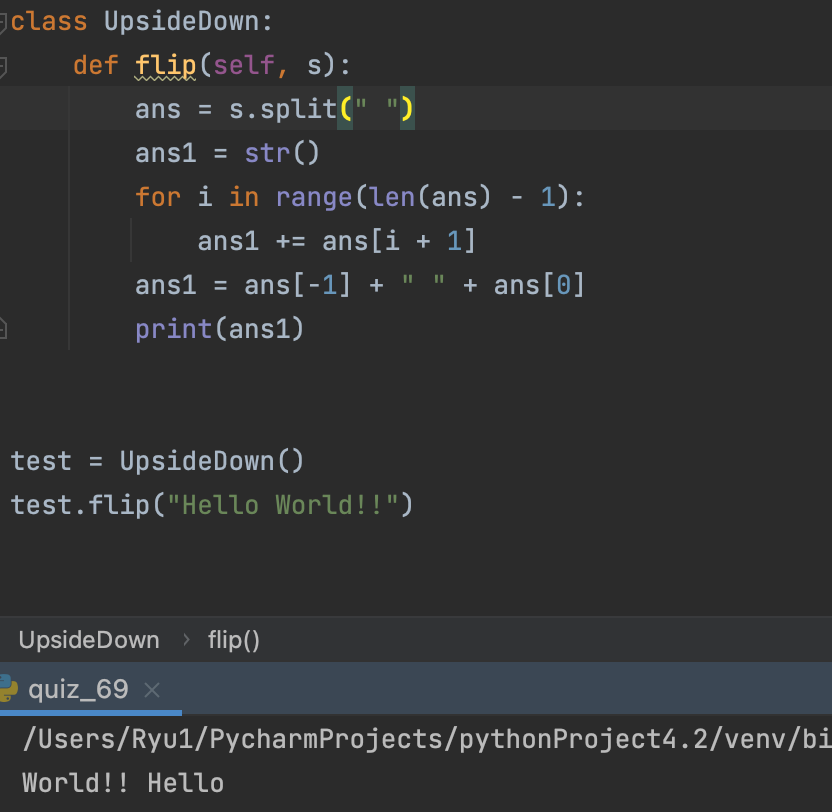 class UpsideDown:
    def flip(self, s):
        ans = s.split(" ")
        ans1 = str()
        for i in range(len(ans) - 1):
            ans1 += ans[i + 1]
        ans1 = ans[-1] + " " + ans[0]
        print(ans1)
test = UpsideDown()
test.flip("Hello World!!")
UpsideDown › flip()
quiz_69 ×
/Users/Ryu1/PycharmProjects/pythonProject4.2/venv/bi
World!! Hello